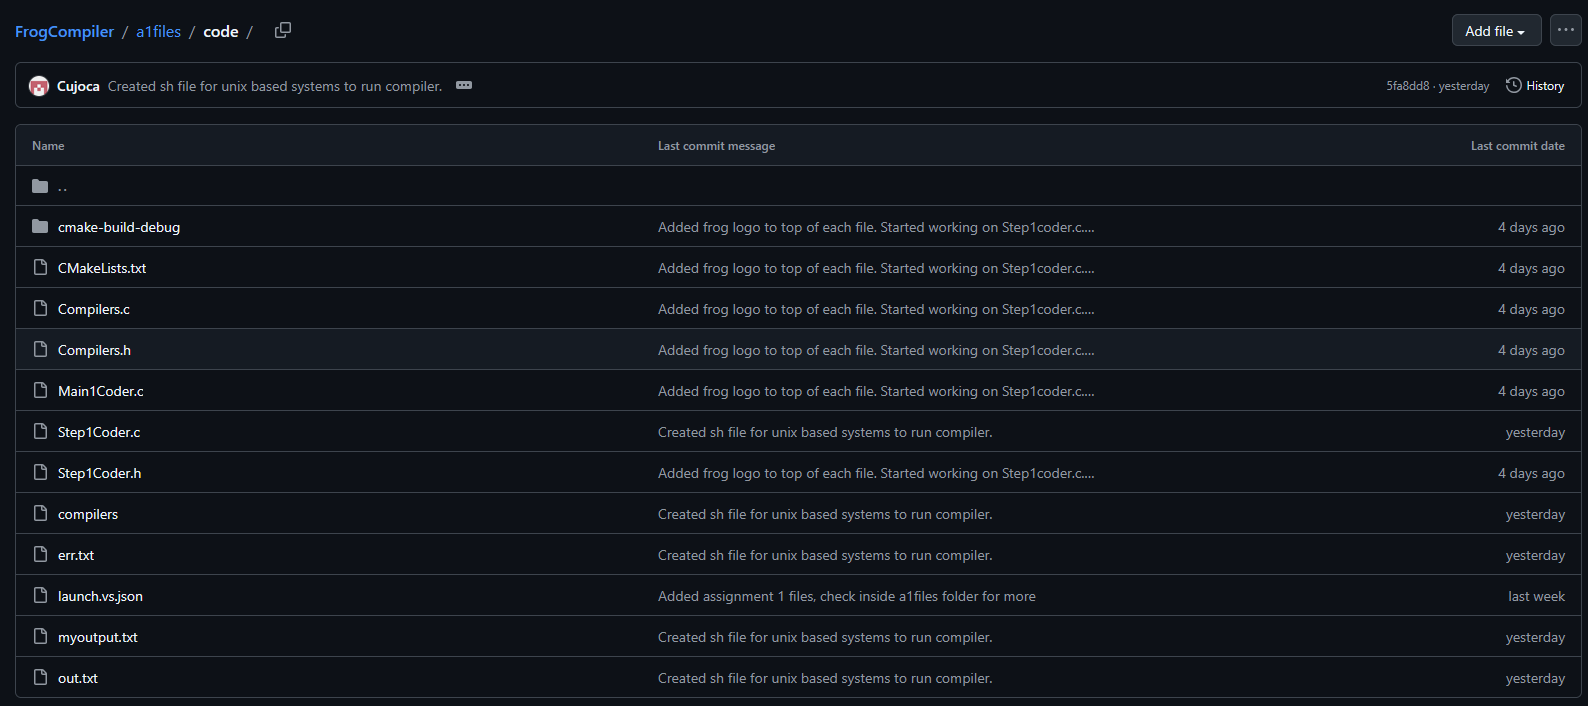 FrogCompiler / a1files / code /
Add file
Cujoca Created sh file for unix based systems to run compiler.
5fa8dd8 · yesterday
History
Name Last commit message Last commit date
..
cmake-build-debug Added frog logo to top of each file. Started working on Step1coder.c.... 4 days ago
CMakeLists.txt Added frog logo to top of each file. Started working on Step1coder.c.... 4 days ago
Compilers.c Added frog logo to top of each file. Started working on Step1coder.c.... 4 days ago
Compilers.h Added frog logo to top of each file. Started working on Step1coder.c.... 4 days ago
Main1Coder.c Added frog logo to top of each file. Started working on Step1coder.c.... 4 days ago
Step1Coder.c Created sh file for unix based systems to run compiler. yesterday
Step1Coder.h Added frog logo to top of each file. Started working on Step1coder.c.... 4 days ago
compilers Created sh file for unix based systems to run compiler. yesterday
err.txt Created sh file for unix based systems to run compiler. yesterday
launch.vs.json Added assignment 1 files, check inside a1files folder for more last week
myoutput.txt Created sh file for unix based systems to run compiler. yesterday
out.txt Created sh file for unix based systems to run compiler. yesterday